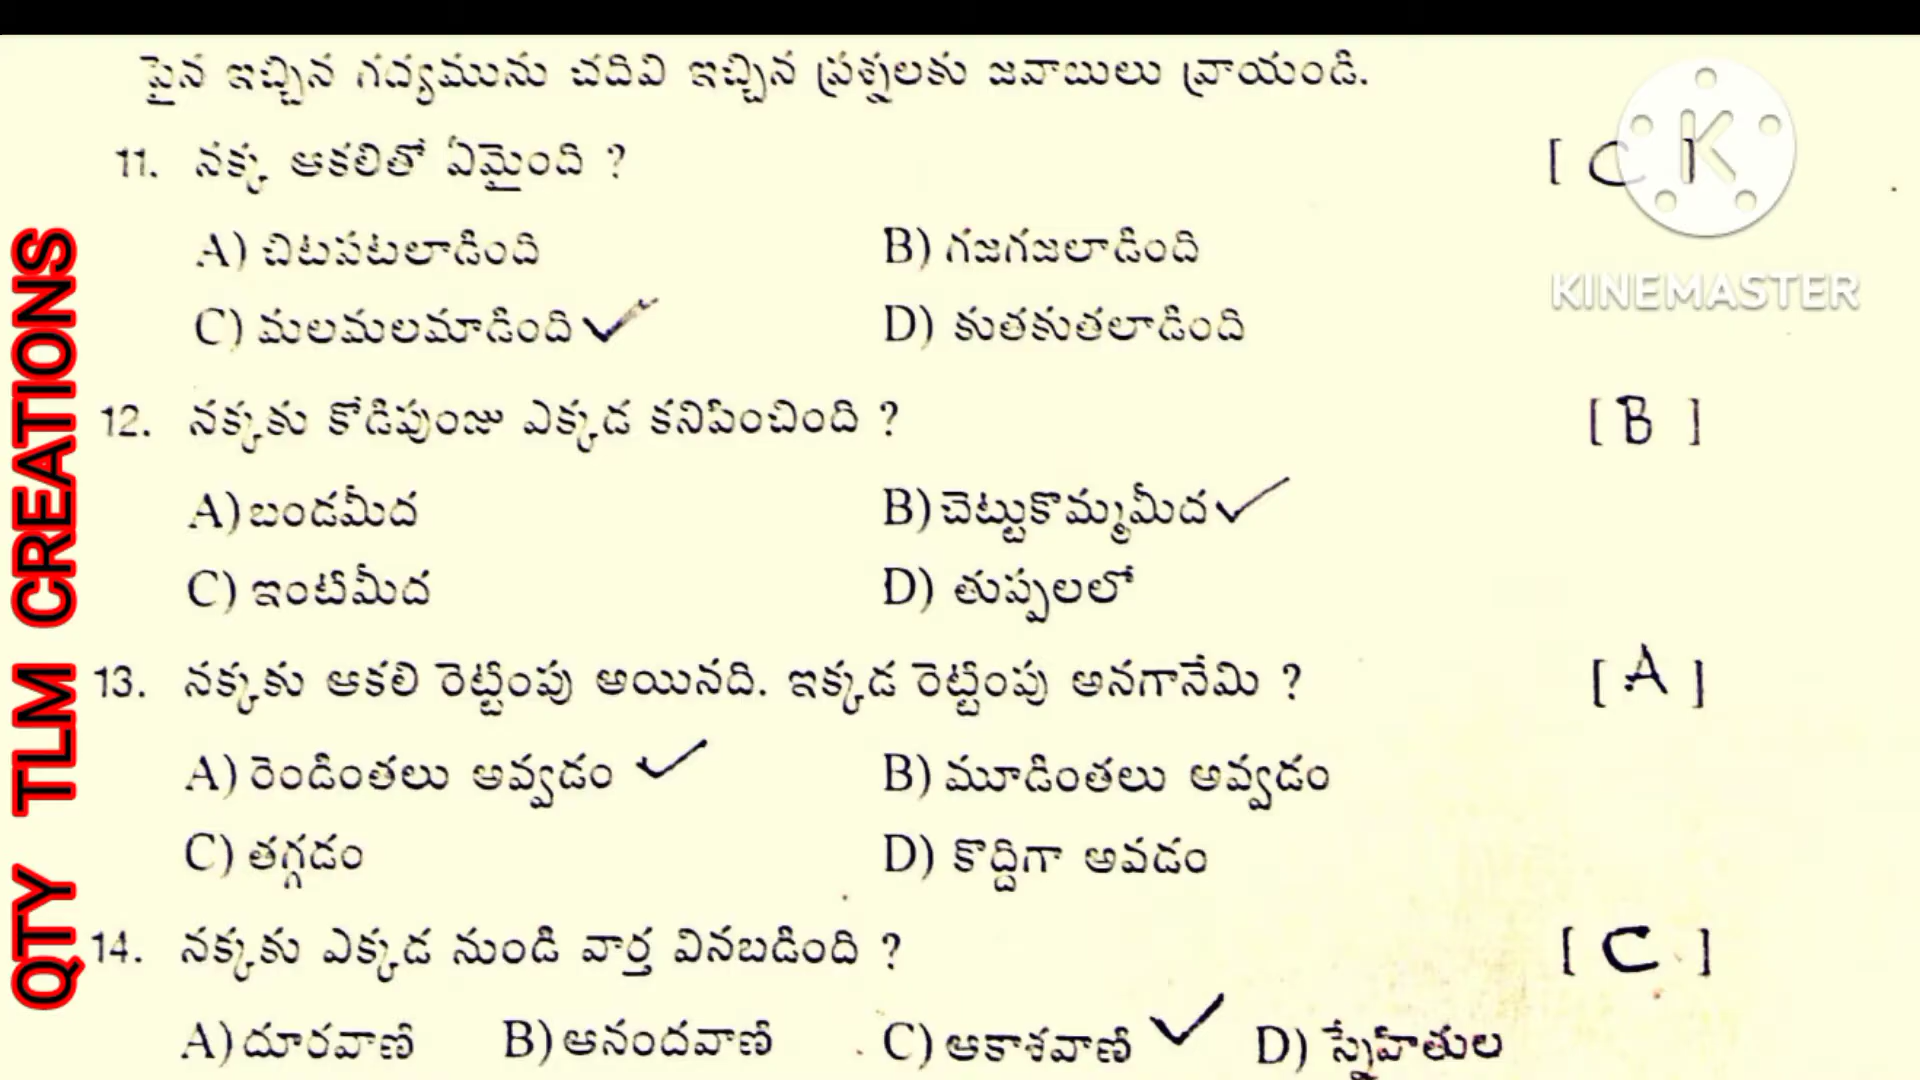 పైన ఇచ్చిన గద్యమును చదివి ఇచ్చిన ప్రశ్నలకు జవాబులు వ్రాయండి.
11. నక్క ఆకలితో ఏమైంది ? [ C ]
A) చిటపటలాడింది B) గజగజలాడింది
KINEMASTER
C) మలమలమాడింది ✓ D) కుతకుతలాడింది
12. నక్కకు కోడిపుంజు ఎక్కడ కనిపించింది ? [ B ]
A) బండమీద B) చెట్టుకొమ్మమీద ✓
C) ఇంటిమీద D) తుప్పలలో
13. నక్కకు ఆకలి రెట్టింపు అయినది. ఇక్కడ రెట్టింపు అనగానేమి ? [ A ]
A) రెండింతలు అవ్వడం ✓ B) మూడింతలు అవ్వడం
C) తగ్గడం D) కొద్దిగా అవడం
14. నక్కకు ఎక్కడ నుండి వార్త వినబడింది ? [ C ]
A) దూరవాణి B) ఆనందవాణి C) ఆకాశవాణి ✓ D) స్నేహితుల
QTY TLM CREATIONS